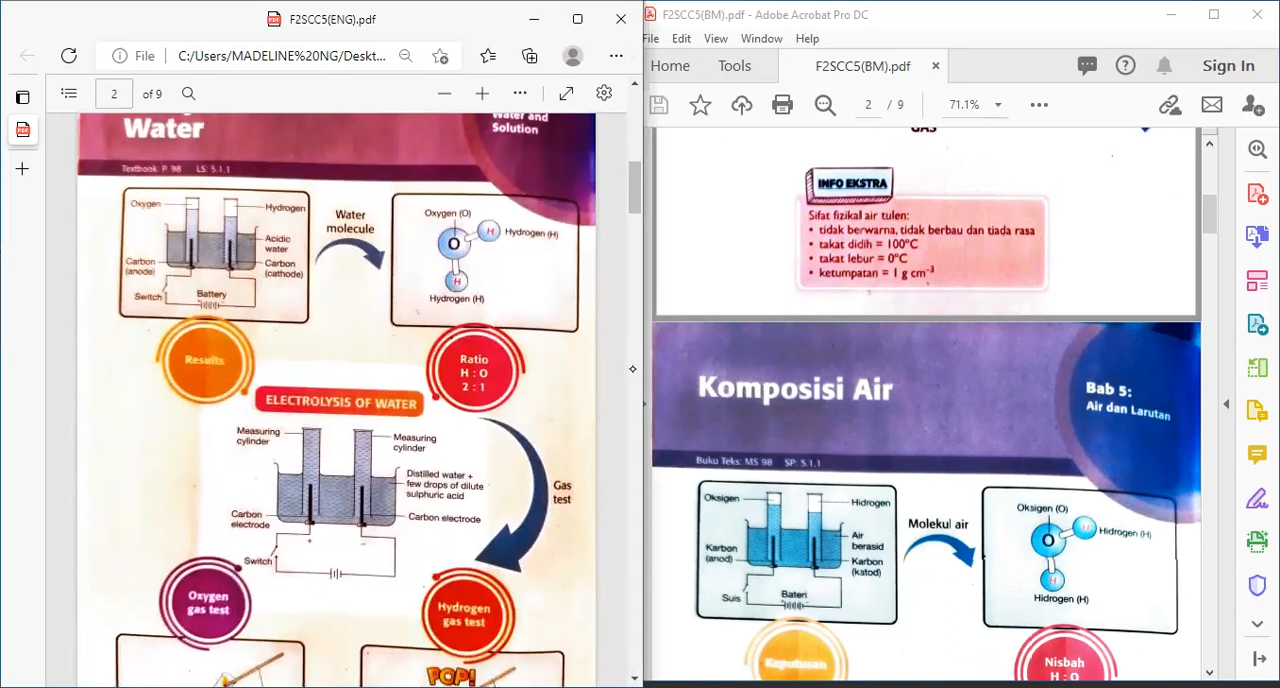 F2SCC5(ENG).pdf
File
C:/Users/MADELINE%20NG/Deskt...
2
of 9
Water
Water and
Solution
Textbook: P. 98 LS: 5.1.1
Oxygen
Hydrogen
Acidic
water
Carbon
(anode)
Carbon
(cathode)
Switch
Battery
Water
molecule
Oxygen (O)
O
H
Hydrogen (H)
H
Hydrogen (H)
Results
Ratio
H : O
2 : 1
ELECTROLYSIS OF WATER
Measuring
cylinder
Measuring
cylinder
Distilled water +
few drops of dilute
sulphuric acid
Carbon
electrode
Carbon electrode
+
−
Switch
Gas
test
Oxygen
gas test
Hydrogen
gas test
POP!
F2SCC5(BM).pdf - Adobe Acrobat Pro DC
File Edit View Window Help
Home Tools
F2SCC5(BM).pdf ×
Sign In
2 / 9
71.1%
GAS
INFO EKSTRA
Sifat fizikal air tulen:
• tidak berwarna, tidak berbau dan tiada rasa
• takat didih = 100°C
• takat lebur = 0°C
• ketumpatan = 1 g cm⁻³
Komposisi Air
Bab 5:
Air dan Larutan
Buku Teks: MS 98 SP: 5.1.1
Oksigen
Hidrogen
Air
berasid
Karbon
(anod)
Karbon
(katod)
Suis
Bateri
Molekul air
Oksigen (O)
O
H
Hidrogen (H)
H
Hidrogen (H)
Keputusan
Nisbah
H : O